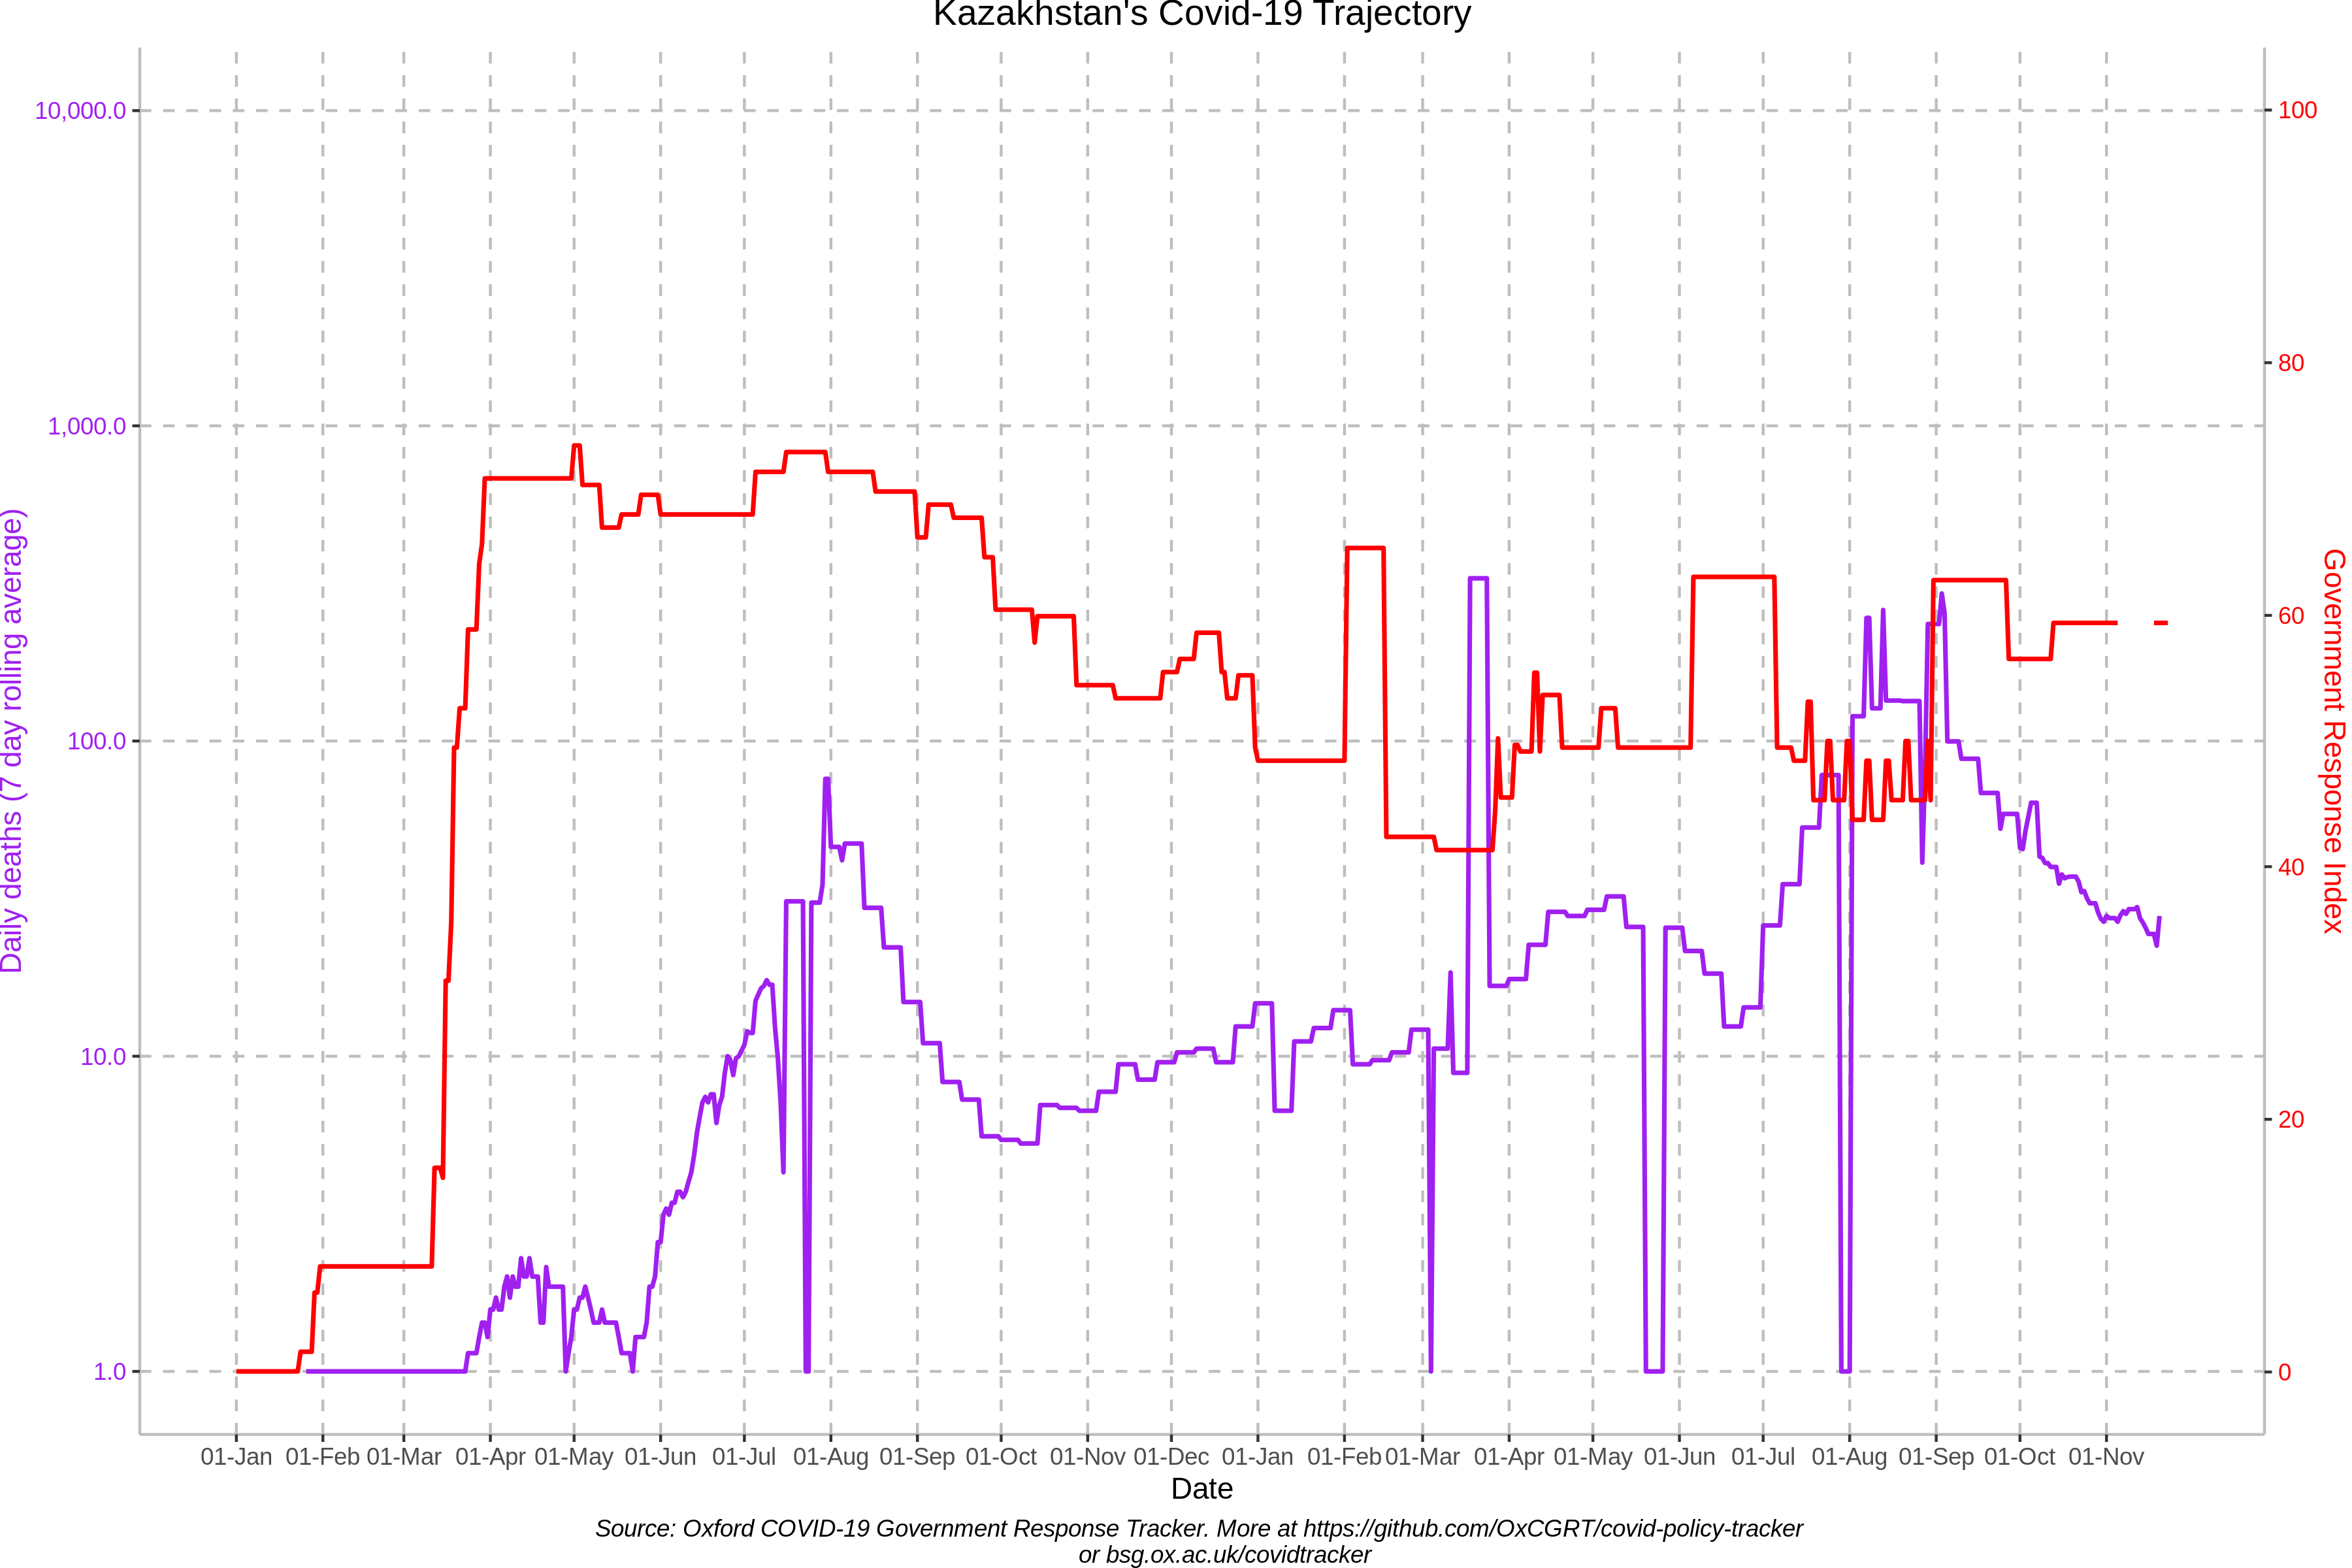 Kazakhstan's Covid-19 Trajectory
10,000.0
1,000.0
100.0
10.0
1.0
Daily deaths (7 day rolling average)
100
80
60
40
20
0
Government Response Index
01-Jan 01-Feb 01-Mar 01-Apr 01-May 01-Jun 01-Jul 01-Aug 01-Sep 01-Oct 01-Nov 01-Dec 01-Jan 01-Feb 01-Mar 01-Apr 01-May 01-Jun 01-Jul 01-Aug 01-Sep 01-Oct 01-Nov
Date
Source: Oxford COVID-19 Government Response Tracker. More at https://github.com/OxCGRT/covid-policy-tracker
or bsg.ox.ac.uk/covidtracker